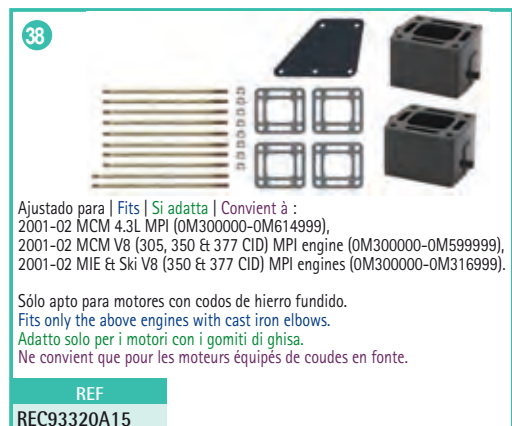 38
Ajustado para | Fits | Si adatta | Convient à :
2001-02 MCM 4.3L MPI (0M300000-0M614999),
2001-02 MCM V8 (305, 350 & 377 CID) MPI engine (0M300000-0M599999),
2001-02 MIE & Ski V8 (350 & 377 CID) MPI engines (0M300000-0M316999).
Sólo apto para motores con codos de hierro fundido.
Fits only the above engines with cast iron elbows.
Adatto solo per i motori con i gomiti di ghisa.
Ne convient que pour les moteurs équipés de coudes en fonte.
REF
REC93320A15